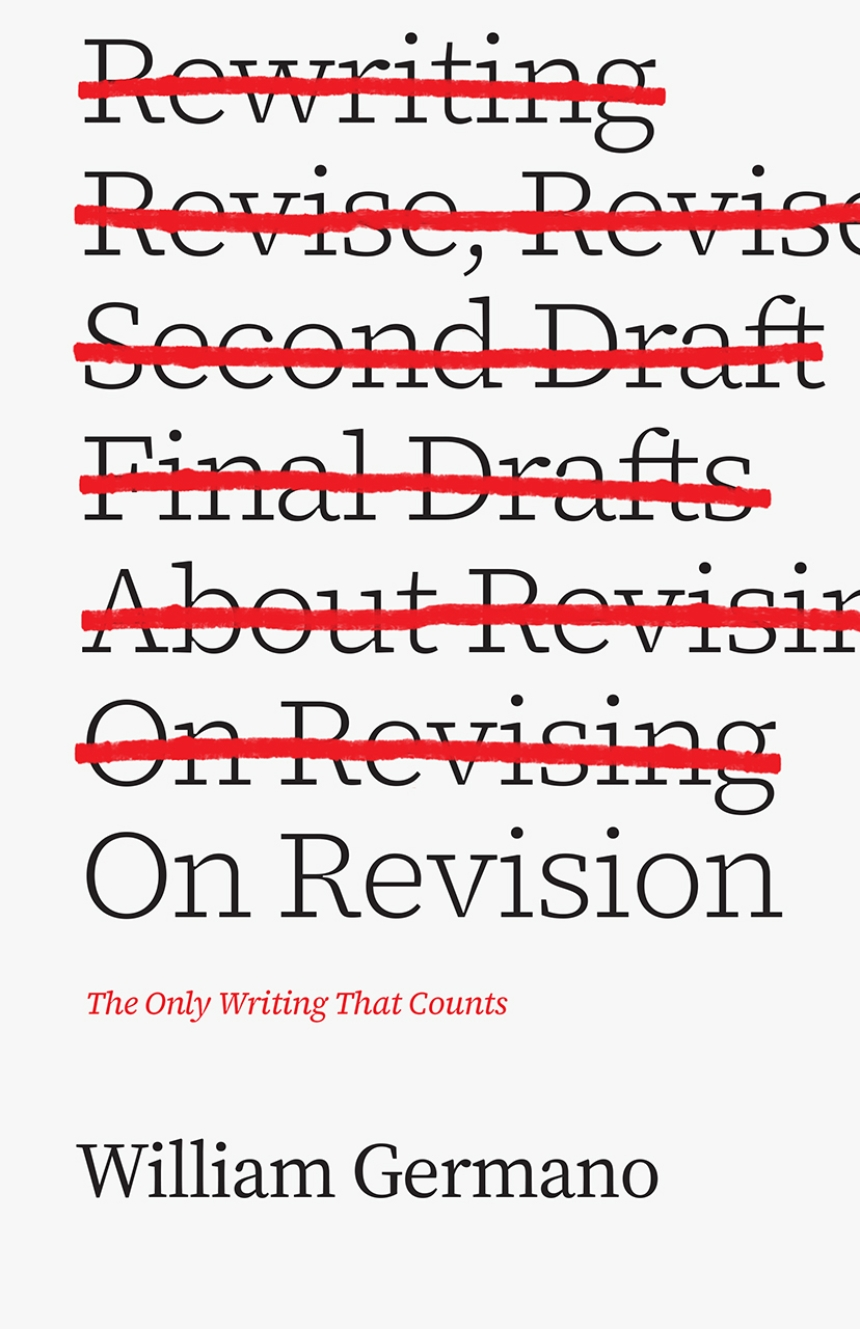 Rewriting
Revise, Revise
Second Draft
Final Drafts
About Revisin
On Revising
On Revision
The Only Writing That Counts
William Germano